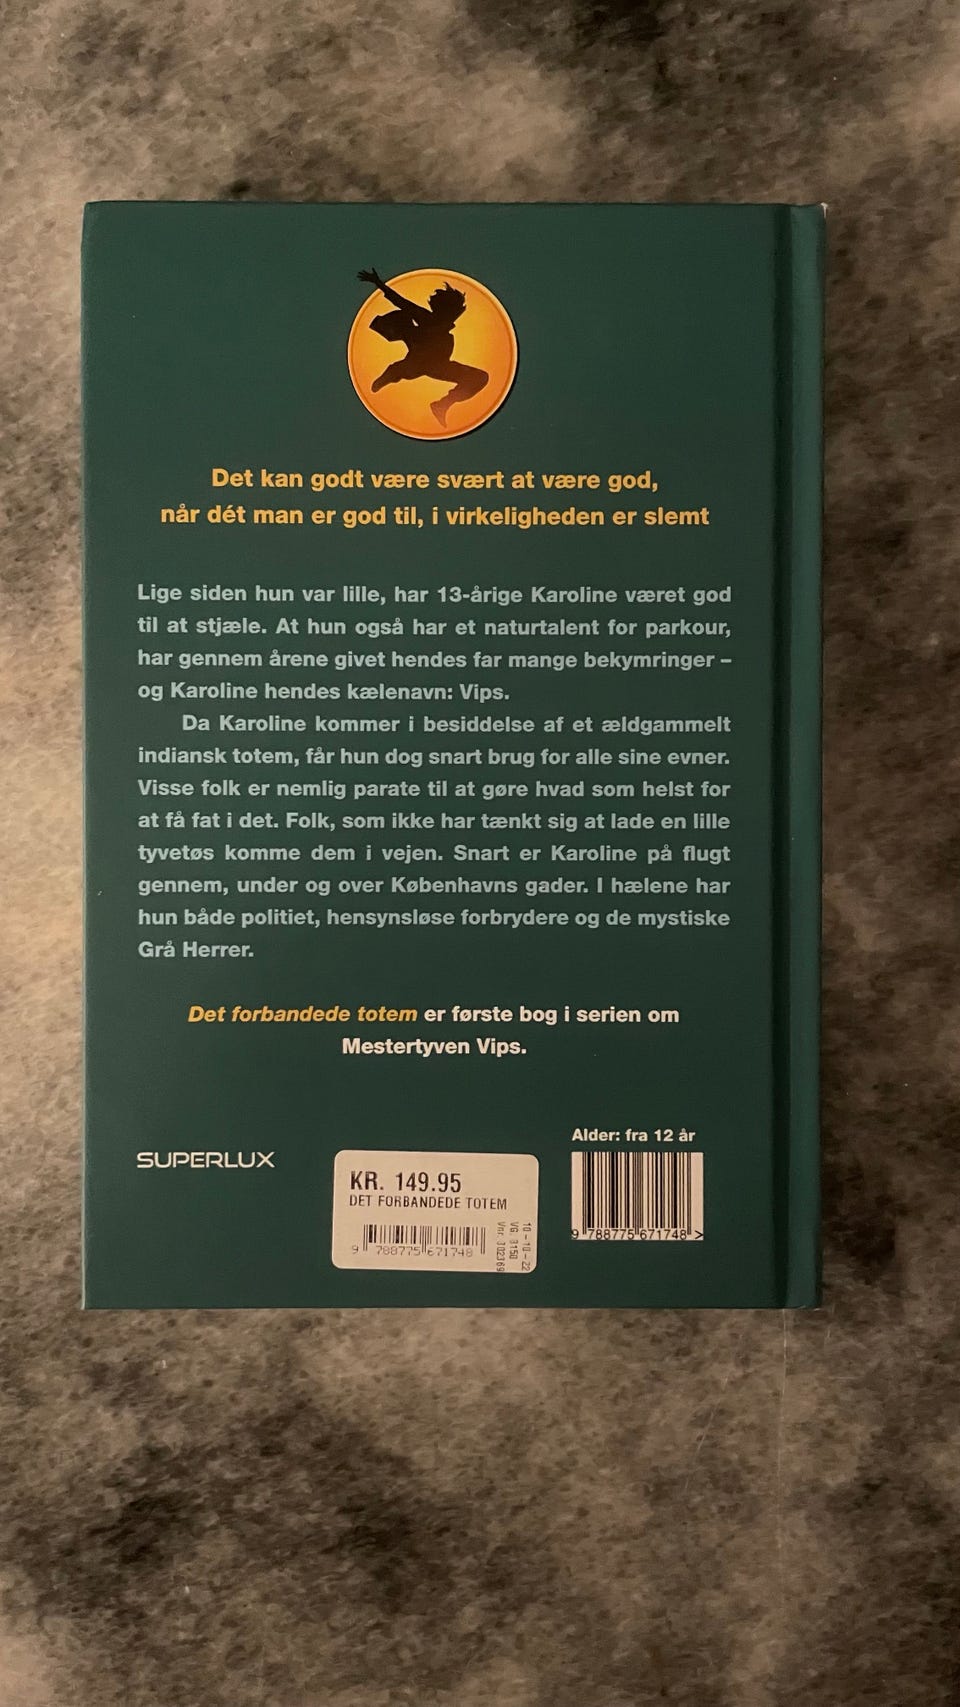 Det kan godt være svært at være god,
når dét man er god til, i virkeligheden er slemt
Lige siden hun var lille, har 13-årige Karoline været god
til at stjæle. At hun også har et naturtalent for parkour,
har gennem årene givet hendes far mange bekymringer –
og Karoline hendes kælenavn: Vips.
Da Karoline kommer i besiddelse af et ældgammelt
indiansk totem, får hun dog snart brug for alle sine evner.
Visse folk er nemlig parate til at gøre hvad som helst for
at få fat i det. Folk, som ikke har tænkt sig at lade en lille
tyvetøs komme dem i vejen. Snart er Karoline på flugt
gennem, under og over Københavns gader. I hælene har
hun både politiet, hensynsløse forbrydere og de mystiske
Grå Herrer.
Det forbandede totem er første bog i serien om
Mestertyven Vips.
SUPERLUX
KR. 149.95
DET FORBANDEDE TOTEM
9 788775 671748
10-10-22
VG 3150
Vnr 102369
Alder: fra 12 år
9 788775 671748 >